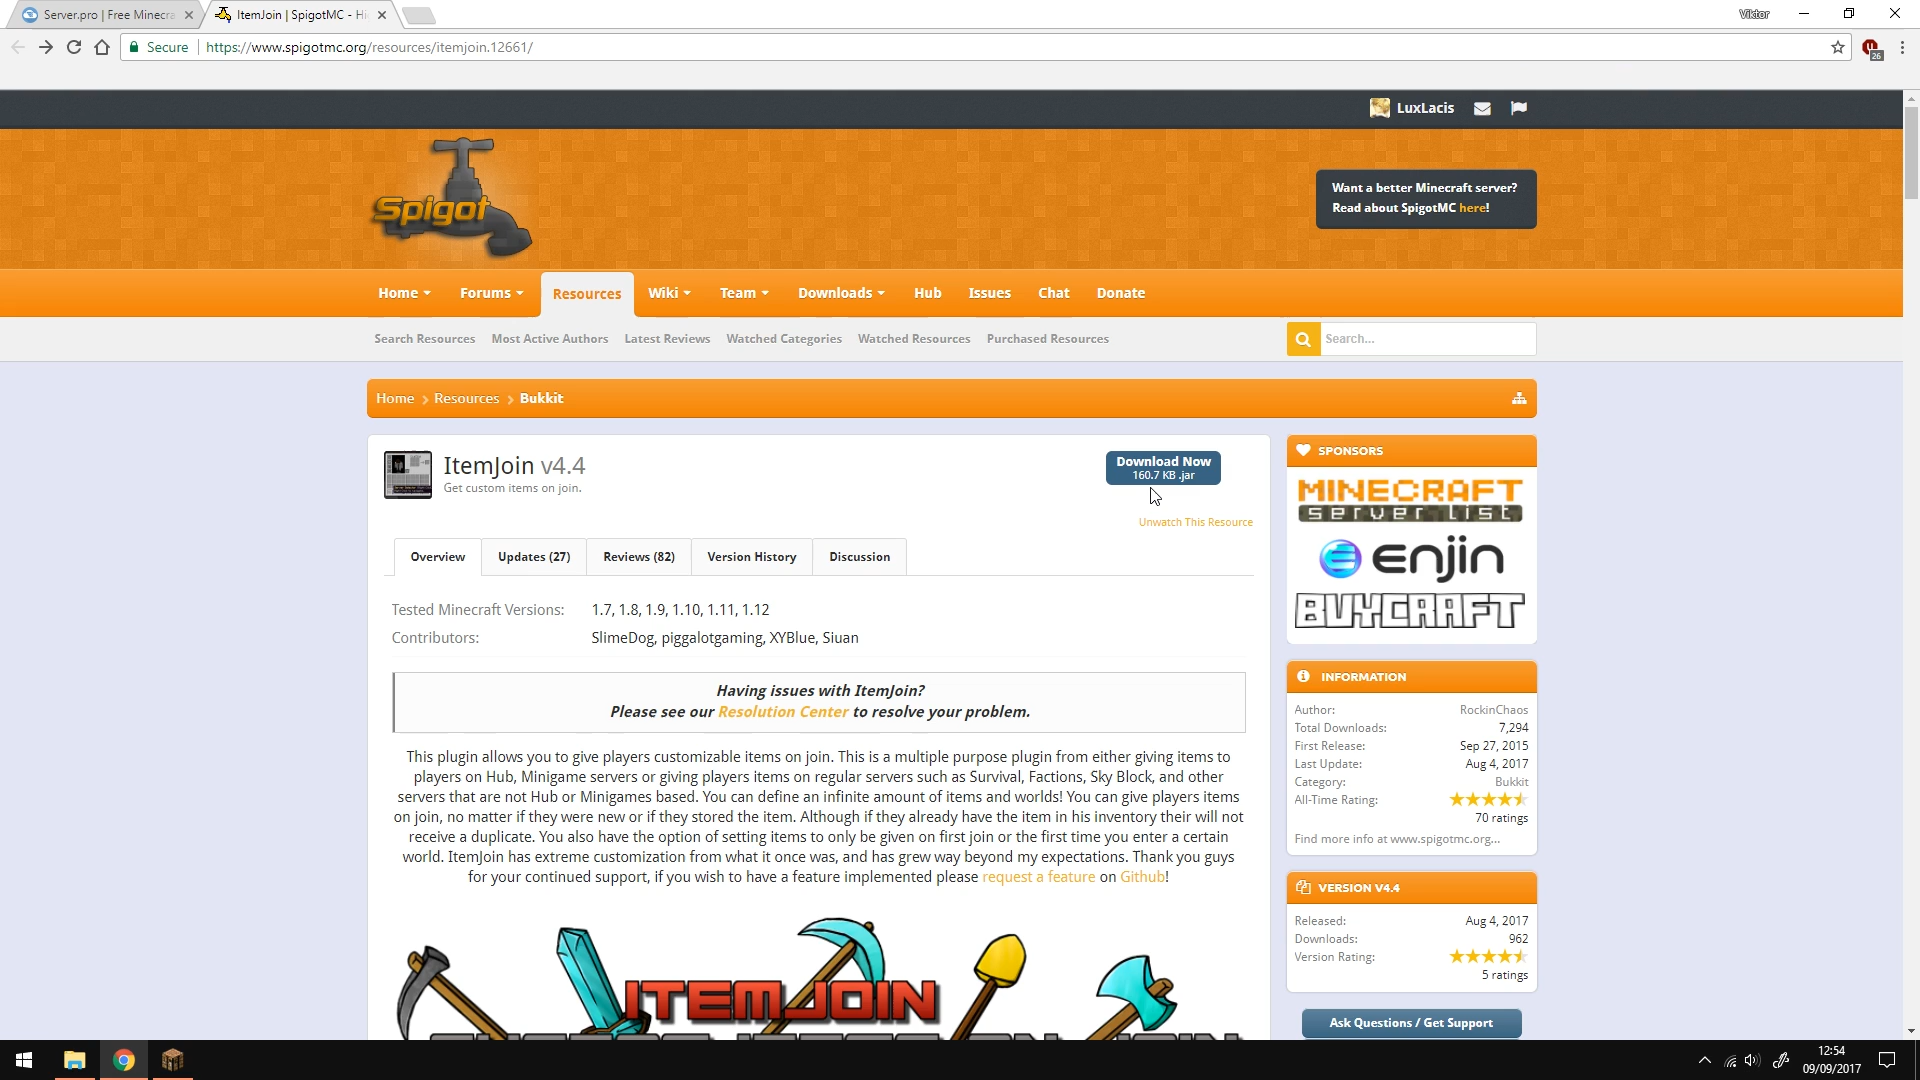 Server.pro | Free Minecra
ItemJoin | SpigotMC - Hi
Viktor
Secure
https://www.spigotmc.org/resources/itemjoin.12661/
26
LuxLacis
Spigot
Want a better Minecraft server?
Read about SpigotMC here!
Home
Forums
Resources
Wiki
Team
Downloads
Hub
Issues
Chat
Donate
Search Resources
Most Active Authors
Latest Reviews
Watched Categories
Watched Resources
Purchased Resources
Search...
Home
Resources
Bukkit
ItemJoin v4.4
Get custom items on join.
Download Now
160.7 KB .jar
Unwatch This Resource
Overview
Updates (27)
Reviews (82)
Version History
Discussion
Tested Minecraft Versions: 1.7, 1.8, 1.9, 1.10, 1.11, 1.12
Contributors: SlimeDog, piggalotgaming, XYBlue, Siuan
Having issues with ItemJoin?
Please see our Resolution Center to resolve your problem.
This plugin allows you to give players customizable items on join. This is a multiple purpose plugin from either giving items to
players on Hub, Minigame servers or giving players items on regular servers such as Survival, Factions, Sky Block, and other
servers that are not Hub or Minigames based. You can define an infinite amount of items and worlds! You can give players items
on join, no matter if they were new or if they stored the item. Although if they already have the item in his inventory their will not
receive a duplicate. You also have the option of setting items to only be given on first join or the first time you enter a certain
world. ItemJoin has extreme customization from what it once was, and has grew way beyond my expectations. Thank you guys
for your continued support, if you wish to have a feature implemented please request a feature on Github!
ITEM JOIN
SPONSORS
MINECRAFT
server list
enjin
BUYCRAFT
INFORMATION
Author: RockinChaos
Total Downloads: 7,294
First Release: Sep 27, 2015
Last Update: Aug 4, 2017
Category: Bukkit
All-Time Rating:
70 ratings
Find more info at www.spigotmc.org...
VERSION V4.4
Released: Aug 4, 2017
Downloads: 962
Version Rating:
5 ratings
Ask Questions / Get Support
12:54
09/09/2017